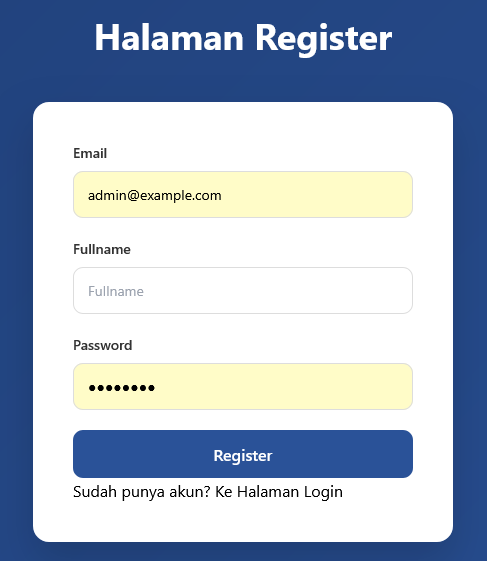 Halaman Register
Email
admin@example.com
Fullname
Fullname
Password
••••••••
Register
Sudah punya akun? Ke Halaman Login